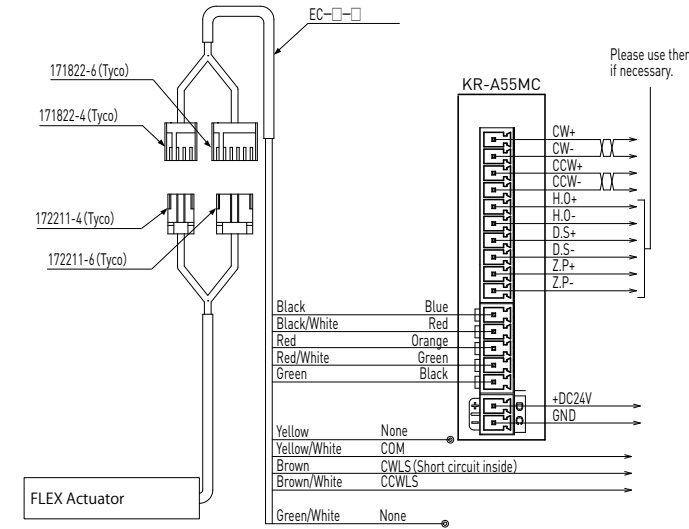 EC-□-□
Please use ther
if necessary.
171822-6 (Tyco)
KR-A55MC
171822-4 (Tyco)
CW+
CW-
CCW+
CCW-
H.O+
H.O-
D.S+
D.S-
Z.P+
Z.P-
172211-4 (Tyco)
172211-6 (Tyco)
Black Blue
Black/White Red
Red Orange
Red/White Green
Green Black
+ DC +DC24V
- GND
Yellow None
Yellow/White COM
Brown CWLS (Short circuit inside)
Brown/White CCWLS
FLEX Actuator
Green/White None